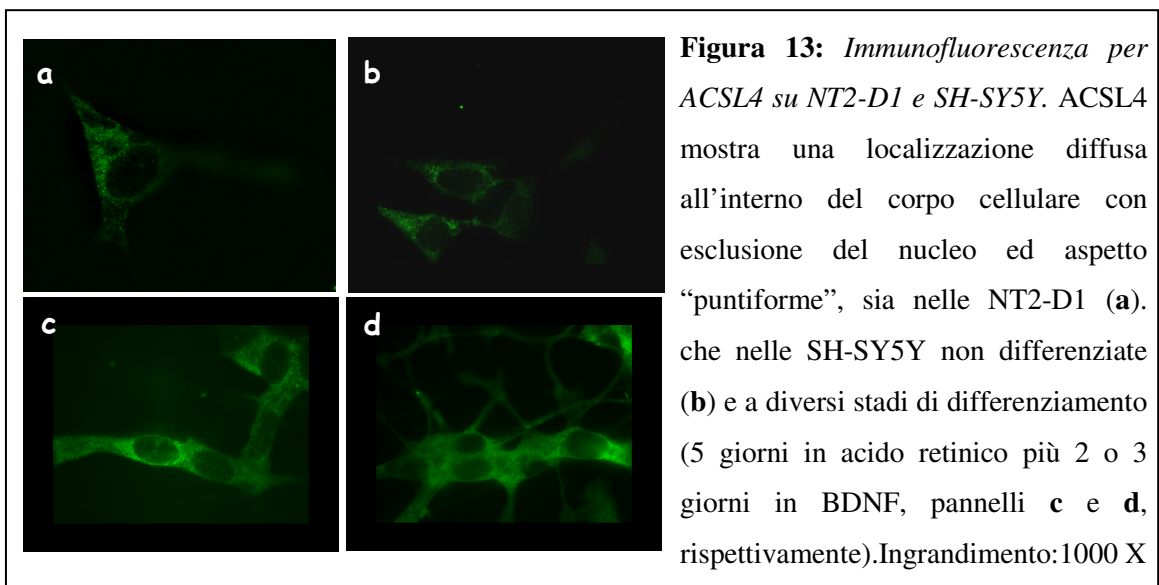 a
b
c
d
Figura 13: Immunofluorescenza per
ACSL4 su NT2-D1 e SH-SY5Y. ACSL4
mostra una localizzazione diffusa
all’interno del corpo cellulare con
esclusione del nucleo ed aspetto
“puntiforme”, sia nelle NT2-D1 (a).
che nelle SH-SY5Y non differenziate
(b) e a diversi stadi di differenziamento
(5 giorni in acido retinico più 2 o 3
giorni in BDNF, pannelli c e d,
rispettivamente).Ingrandimento:1000 X